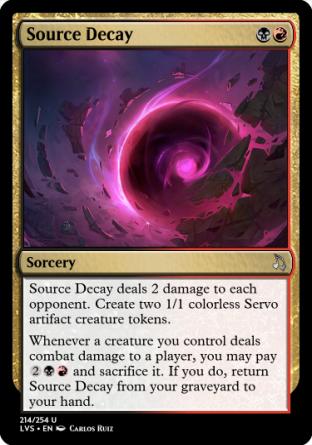 Source Decay
Sorcery
Source Decay deals 2 damage to each
opponent. Create two 1/1 colorless Servo
artifact creature tokens.
Whenever a creature you control deals
combat damage to a player, you may pay
2 and sacrifice it. If you do, return
Source Decay from your graveyard to
your hand.
214/254 U
LVS • EN Carlos Ruiz